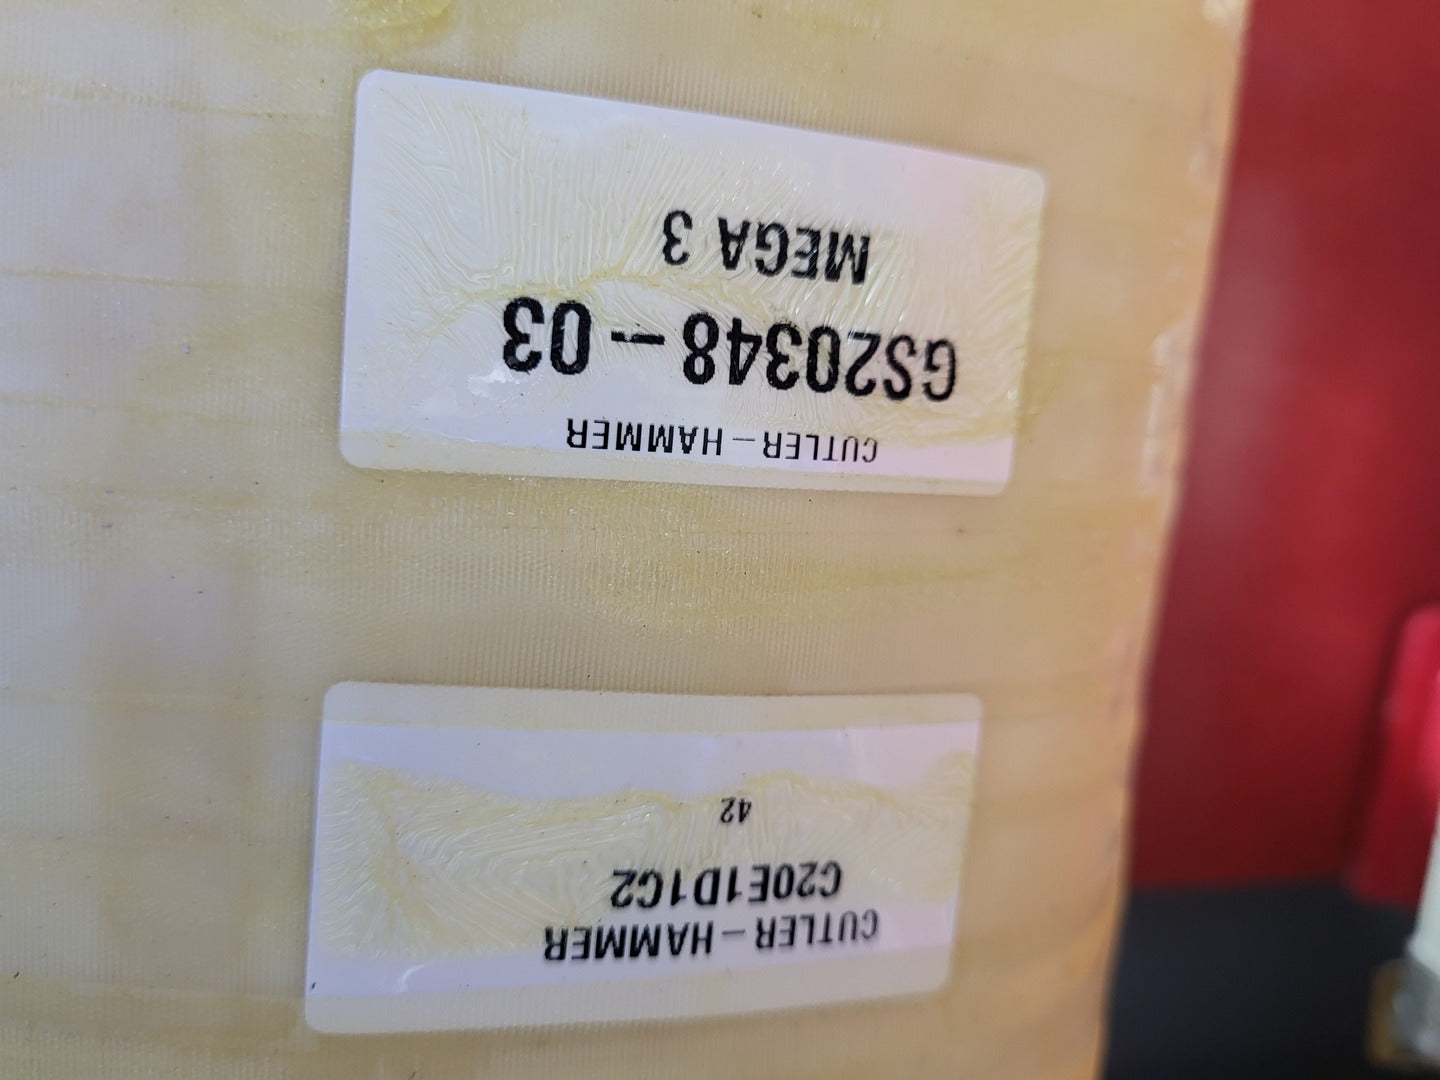 CUTLER-HAMMER
C20E1D1C2
42
CUTLER-HAMMER
GS20348-03
MEGA 3